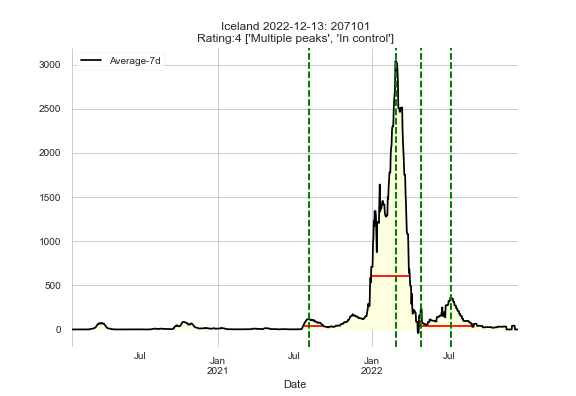 Iceland 2022-12-13: 207101
Rating:4 ['Multiple peaks', 'In control']
Average-7d
3000
2500
2000
1500
1000
500
0
Jul
Jan
2021
Jul
Jan
2022
Jul
Date